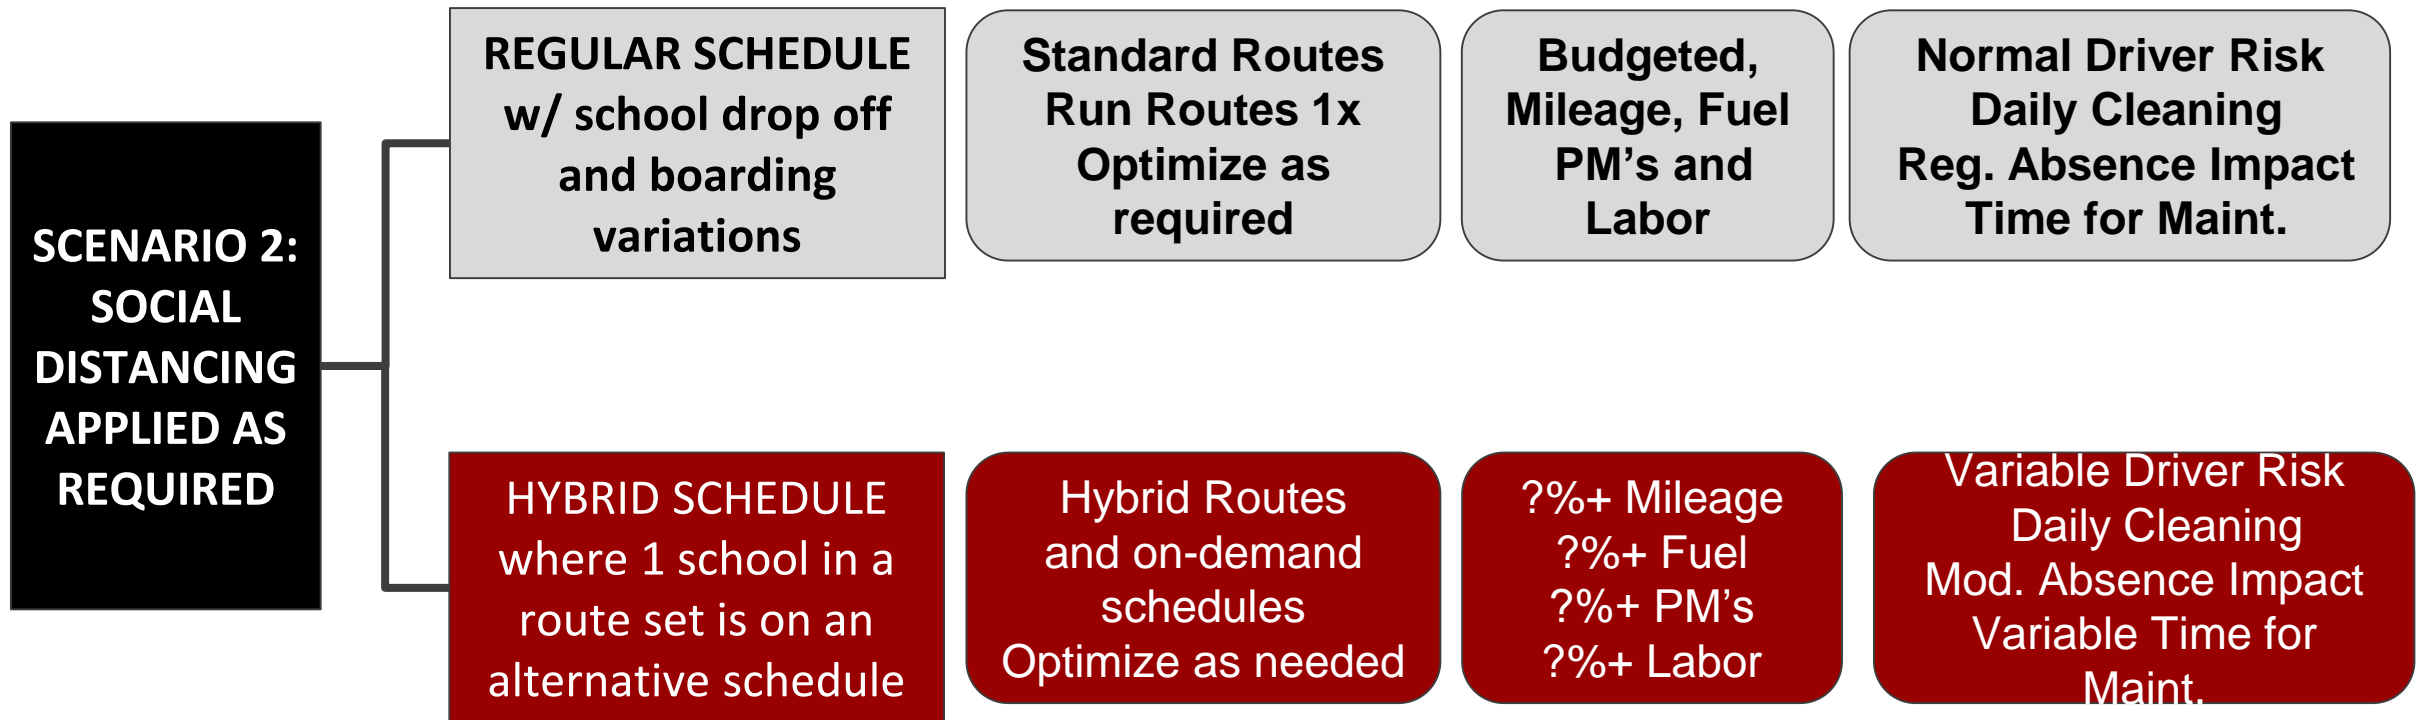 SCENARIO 2:
SOCIAL
DISTANCING
APPLIED AS
REQUIRED
REGULAR SCHEDULE
w/ school drop off
and boarding
variations
Standard Routes
Run Routes 1x
Optimize as
required
Budgeted,
Mileage, Fuel
PM’s and
Labor
Normal Driver Risk
Daily Cleaning
Reg. Absence Impact
Time for Maint.
HYBRID SCHEDULE
where 1 school in a
route set is on an
alternative schedule
Hybrid Routes
and on-demand
schedules
Optimize as needed
?%+ Mileage
?%+ Fuel
?%+ PM’s
?%+ Labor
Variable Driver Risk
Daily Cleaning
Mod. Absence Impact
Variable Time for
Maint.